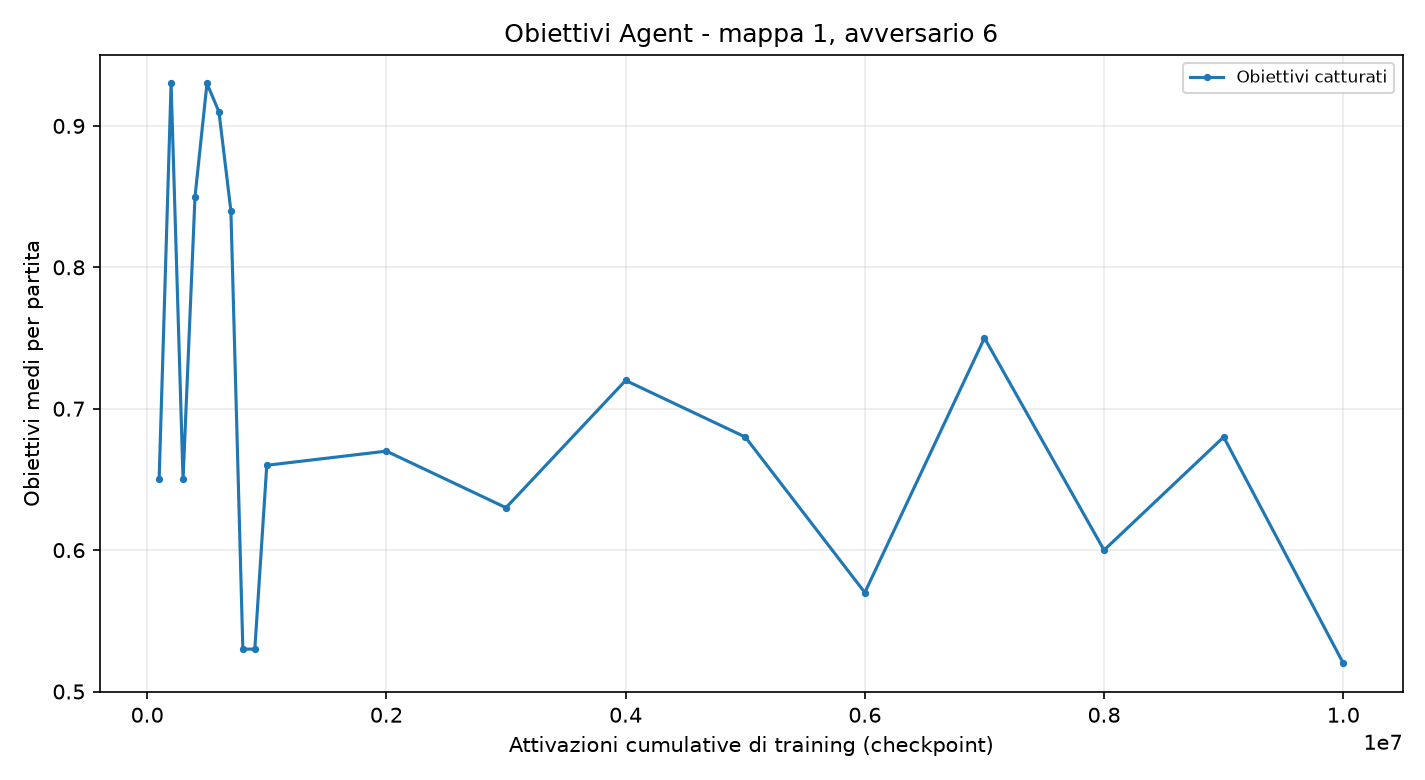 Obiettivi Agent - mappa 1, avversario 6
Obiettivi catturati
Obiettivi medi per partita
0.9
0.8
0.7
0.6
0.5
0.0 0.2 0.4 0.6 0.8 1.0
1e7
Attivazioni cumulative di training (checkpoint)